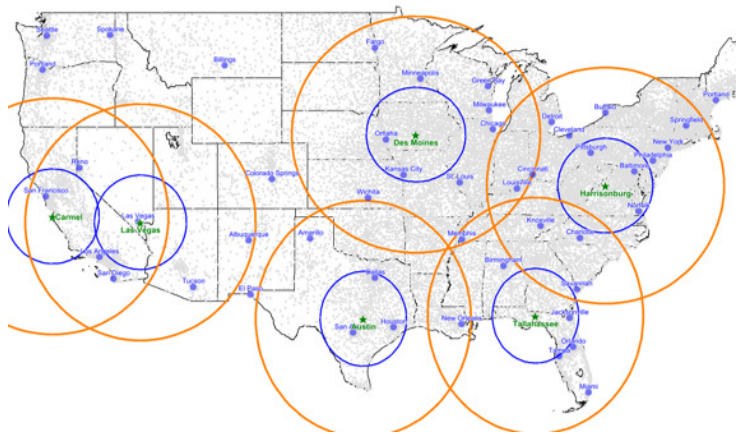 Seattle
Spokane
Portland
Billings
Fargo
Minneapolis
Green Bay
Milwaukee
Chicago
Detroit
Buffalo
Cleveland
Portland
Springfield
New York
Philadelphia
Pittsburgh
Baltimore
Omaha
Des Moines
Reno
Colorado Springs
Kansas City
St. Louis
Cincinnati
Louisville
Harrisonburg
San Francisco
Wichita
Norfolk
Carmel
Las Vegas
Las Vegas
Knoxville
Charlotte
Albuquerque
Amarillo
Memphis
Los Angeles
San Diego
Birmingham
Tucson
El Paso
Dallas
Savannah
San
Austin
Houston
New Orleans
Tallahassee
Jacksonville
Orlando
Tampa
Miami